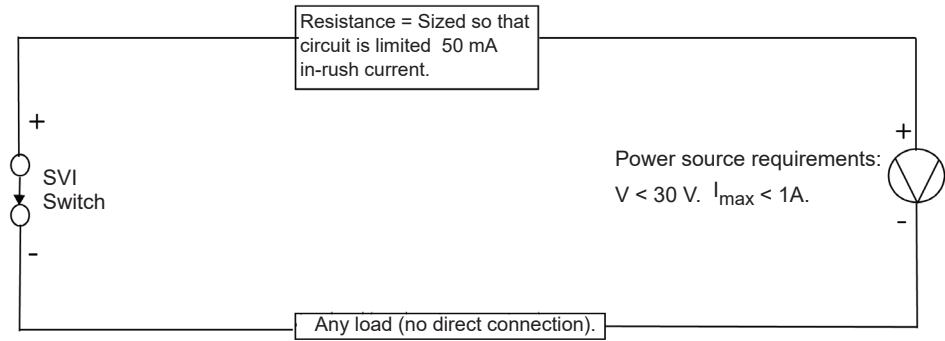 Resistance = Sized so that
circuit is limited 50 mA
in-rush current.
+
+
SVI
Switch
Power source requirements:
V < 30 V. Imax < 1A.
-
-
Any load (no direct connection).